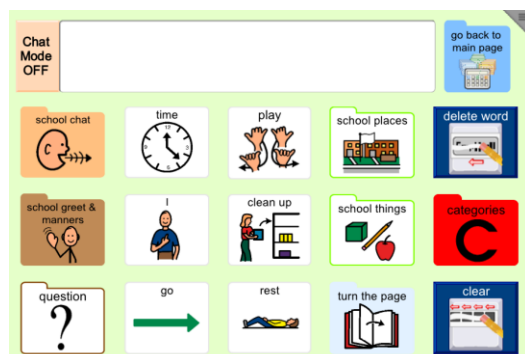 Chat
Mode
OFF
go back to
main page
school chat
time
play
school places
delete word
school greet &
manners
I
clean up
school things
categories
C
question
?
go
rest
turn the page
clear